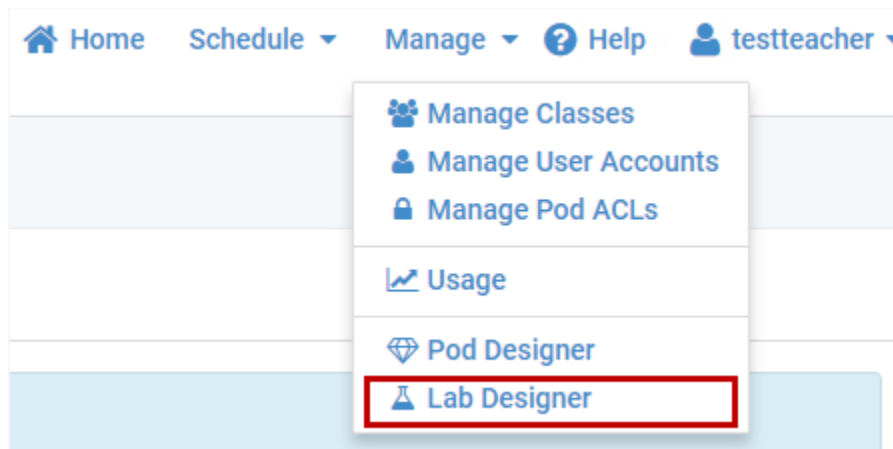 Home Schedule Manage Help testteacher
Manage Classes
Manage User Accounts
Manage Pod ACLs
Usage
Pod Designer
Lab Designer